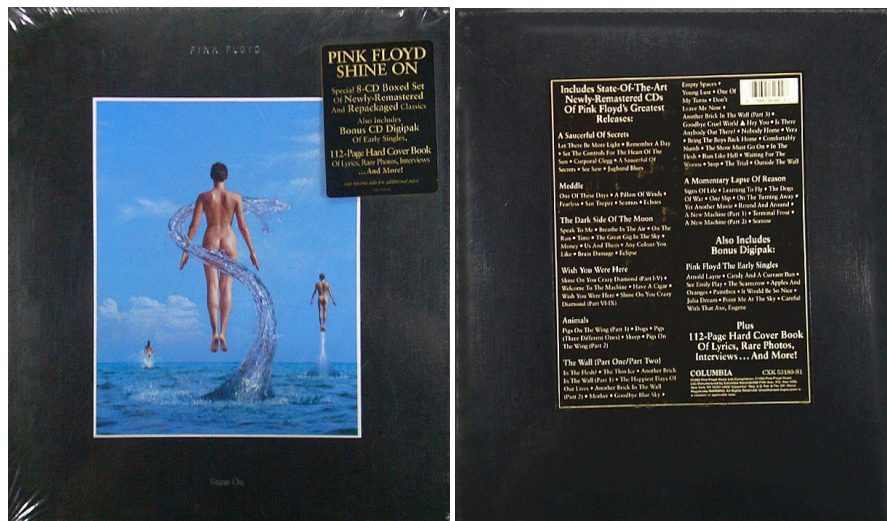 PINK FLOYD
PINK FLOYD
SHINE ON
Special 8-CD Boxed Set
Of Newly-Remastered
And Repackaged Classics
Also Includes
Bonus CD Digipak
Of Early Singles,
112-Page Hard Cover Book
Of Lyrics, Rare Photos, Interviews
...And More!
see reverse side for additional info
Shine On
Includes State-Of-The-Art
Newly-Remastered CDs
Of Pink Floyd's Greatest
Releases:
A Saucerful Of Secrets
Let There Be More Light • Remember A Day
• Set The Controls For The Heart Of The
Sun • Corporal Clegg • A Saucerful Of
Secrets • See Saw • Jugband Blues
Meddle
One Of These Days • A Pillow Of Winds •
Fearless • San Tropez • Seamus • Echoes
The Dark Side Of The Moon
Speak To Me • Breathe In The Air • On The
Run • Time • The Great Gig In The Sky •
Money • Us And Them • Any Colour You
Like • Brain Damage • Eclipse
Wish You Were Here
Shine On You Crazy Diamond (Part I-V) •
Welcome To The Machine • Have A Cigar •
Wish You Were Here • Shine On You Crazy
Diamond (Part VI-IX)
Animals
Pigs On The Wing (Part 1) • Dogs • Pigs
(Three Different Ones) • Sheep • Pigs On
The Wing (Part 2)
The Wall (Part One/Part Two)
In The Flesh? • The Thin Ice • Another Brick
In The Wall (Part 1) • The Happiest Days Of
Our Lives • Another Brick In The Wall
(Part 2) • Mother • Goodbye Blue Sky •
Empty Spaces •
Young Lust • One Of
My Turns • Don't
Leave Me Now •
Another Brick In The Wall (Part 3) •
Goodbye Cruel World ▲ Hey You • Is There
Anybody Out There? • Nobody Home • Vera
• Bring The Boys Back Home • Comfortably
Numb • The Show Must Go On • In The
Flesh • Run Like Hell • Waiting For The
Worms • Stop • The Trial • Outside The Wall
A Momentary Lapse Of Reason
Signs Of Life • Learning To Fly • The Dogs
Of War • One Slip • On The Turning Away •
Yet Another Movie • Round And Around •
A New Machine (Part 1) • Terminal Frost •
A New Machine (Part 2) • Sorrow
Also Includes
Bonus Digipak:
Pink Floyd The Early Singles
Arnold Layne • Candy And A Currant Bun •
See Emily Play • The Scarecrow • Apples And
Oranges • Paintbox • It Would Be So Nice •
Julia Dream • Point Me At The Sky • Careful
With That Axe, Eugene
Plus
112-Page Hard Cover Book
Of Lyrics, Rare Photos,
Interviews...And More!
COLUMBIA CXK 53180-S1